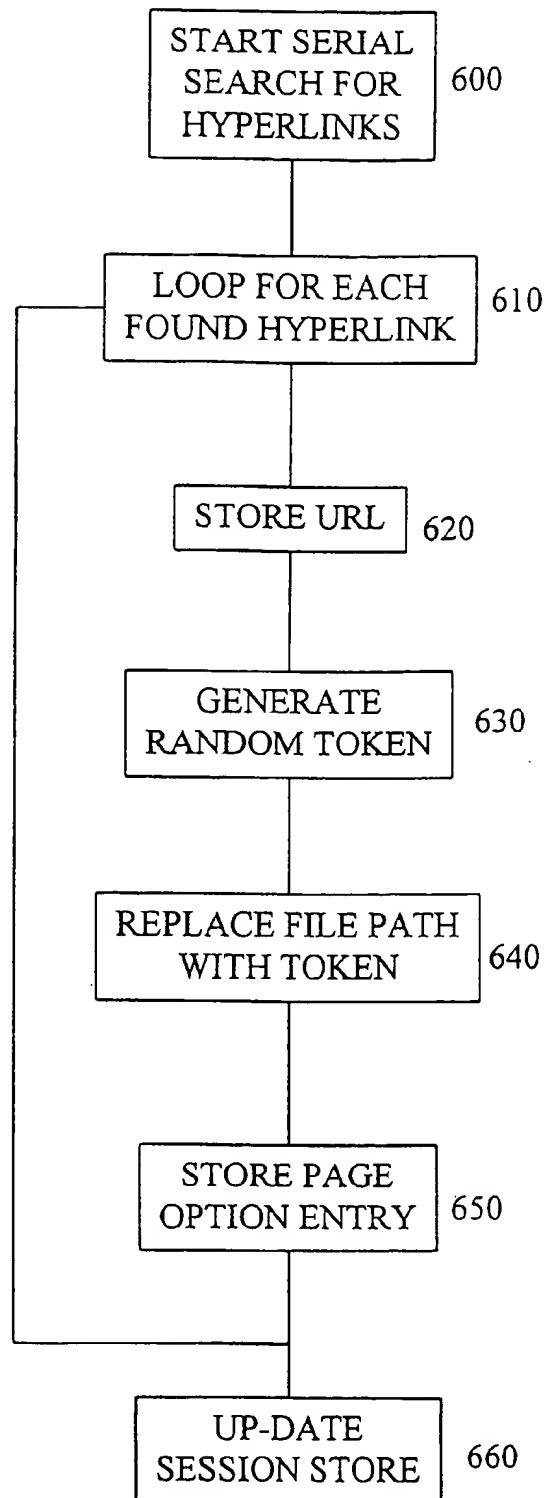 START SERIAL
SEARCH FOR
HYPERLINKS
600
LOOP FOR EACH
FOUND HYPERLINK
610
STORE URL
620
GENERATE
RANDOM TOKEN
630
REPLACE FILE PATH
WITH TOKEN
640
STORE PAGE
OPTION ENTRY
650
UP-DATE
SESSION STORE
660